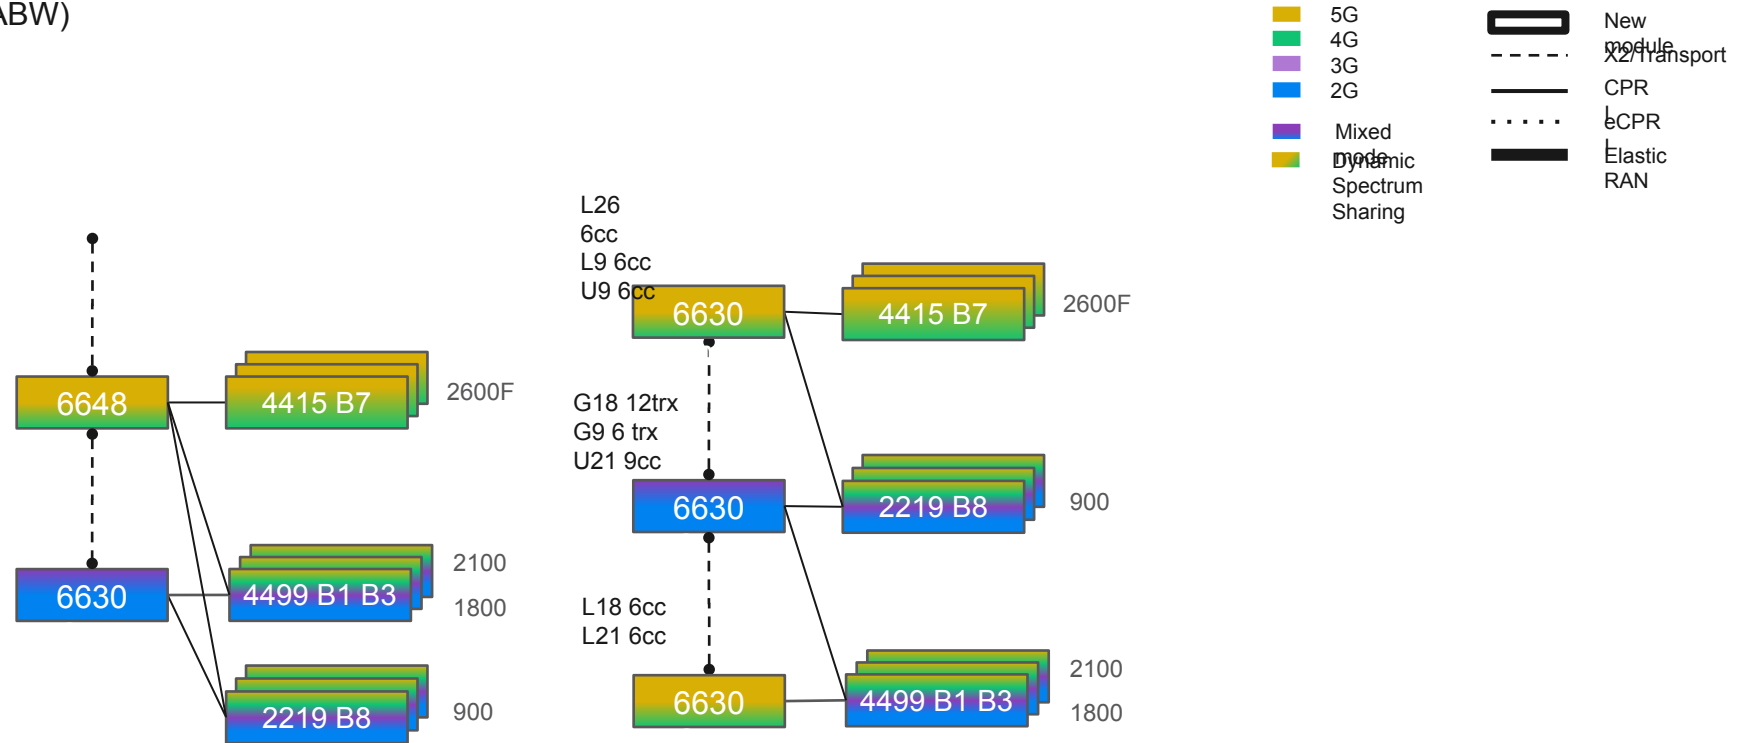 ABW)
5G
4G
3G
2G
Mixed
mode
Dynamic
Spectrum
Sharing
New
module
X2/Transport
CPR
I
eCPR
I
Elastic
RAN
6648
4415 B7
2600F
6630
4499 B1 B3
2100
1800
2219 B8
900
L26
6cc
L9 6cc
U9 6cc
6630
4415 B7
2600F
G18 12trx
G9 6 trx
U21 9cc
6630
2219 B8
900
L18 6cc
L21 6cc
6630
4499 B1 B3
2100
1800